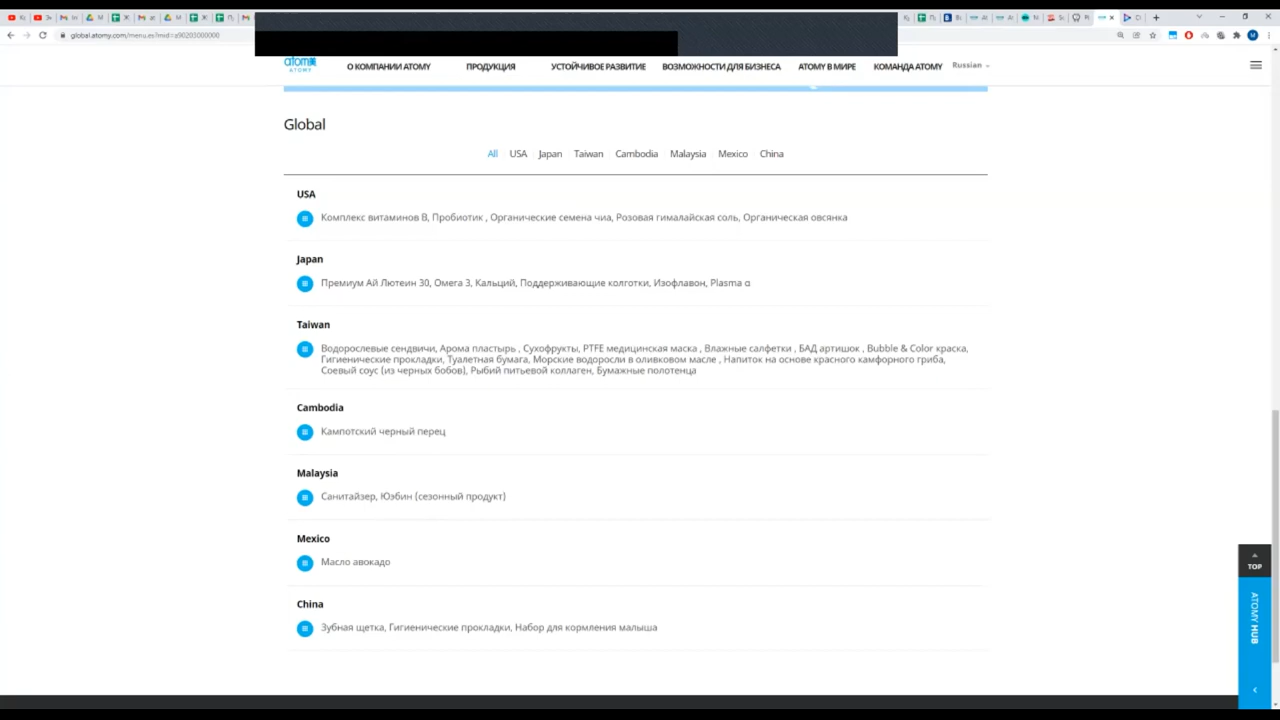 global.atomy.com/menu.es?mid=a90203000000
atom美
ATOMY
О КОМПАНИИ ATOMY
ПРОДУКЦИЯ
УСТОЙЧИВОЕ РАЗВИТИЕ
ВОЗМОЖНОСТИ ДЛЯ БИЗНЕСА
ATOMY В МИРЕ
КОМАНДА ATOMY
Russian
Global
All USA Japan Taiwan Cambodia Malaysia Mexico China
USA
Комплекс витаминов B, Пробиотик , Органические семена чиа, Розовая гималайская соль, Органическая овсянка
Japan
Премиум Ай Лютеин 30, Омега 3, Кальций, Поддерживающие колготки, Изофлавон, Plasma α
Taiwan
Водорослевые сендвичи, Арома пластырь , Сухофрукты, PTFE медицинская маска , Влажные салфетки , БАД артишок , Bubble & Color краска,
Гигиенические прокладки, Туалетная бумага, Морские водоросли в оливковом масле , Напиток на основе красного камфорного гриба,
Соевый соус (из черных бобов), Рыбий питьевой коллаген, Бумажные полотенца
Cambodia
Кампотский черный перец
Malaysia
Санитайзер, Юэбин (сезонный продукт)
Mexico
Масло авокадо
China
Зубная щетка, Гигиенические прокладки, Набор для кормления малыша
TOP
ATOMY HUB